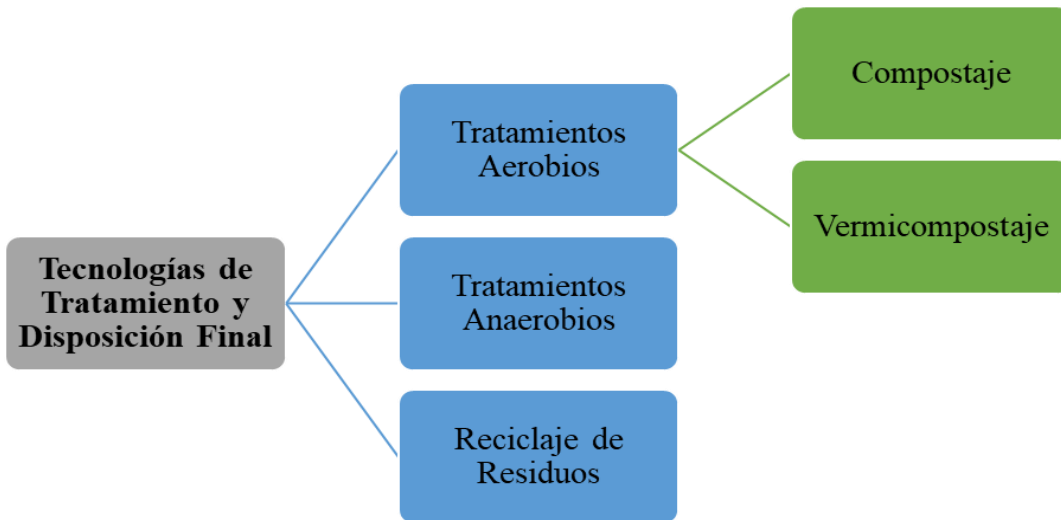 Tecnologías de
Tratamiento y
Disposición Final
Tratamientos
Aerobios
Tratamientos
Anaerobios
Reciclaje de
Residuos
Compostaje
Vermicompostaje